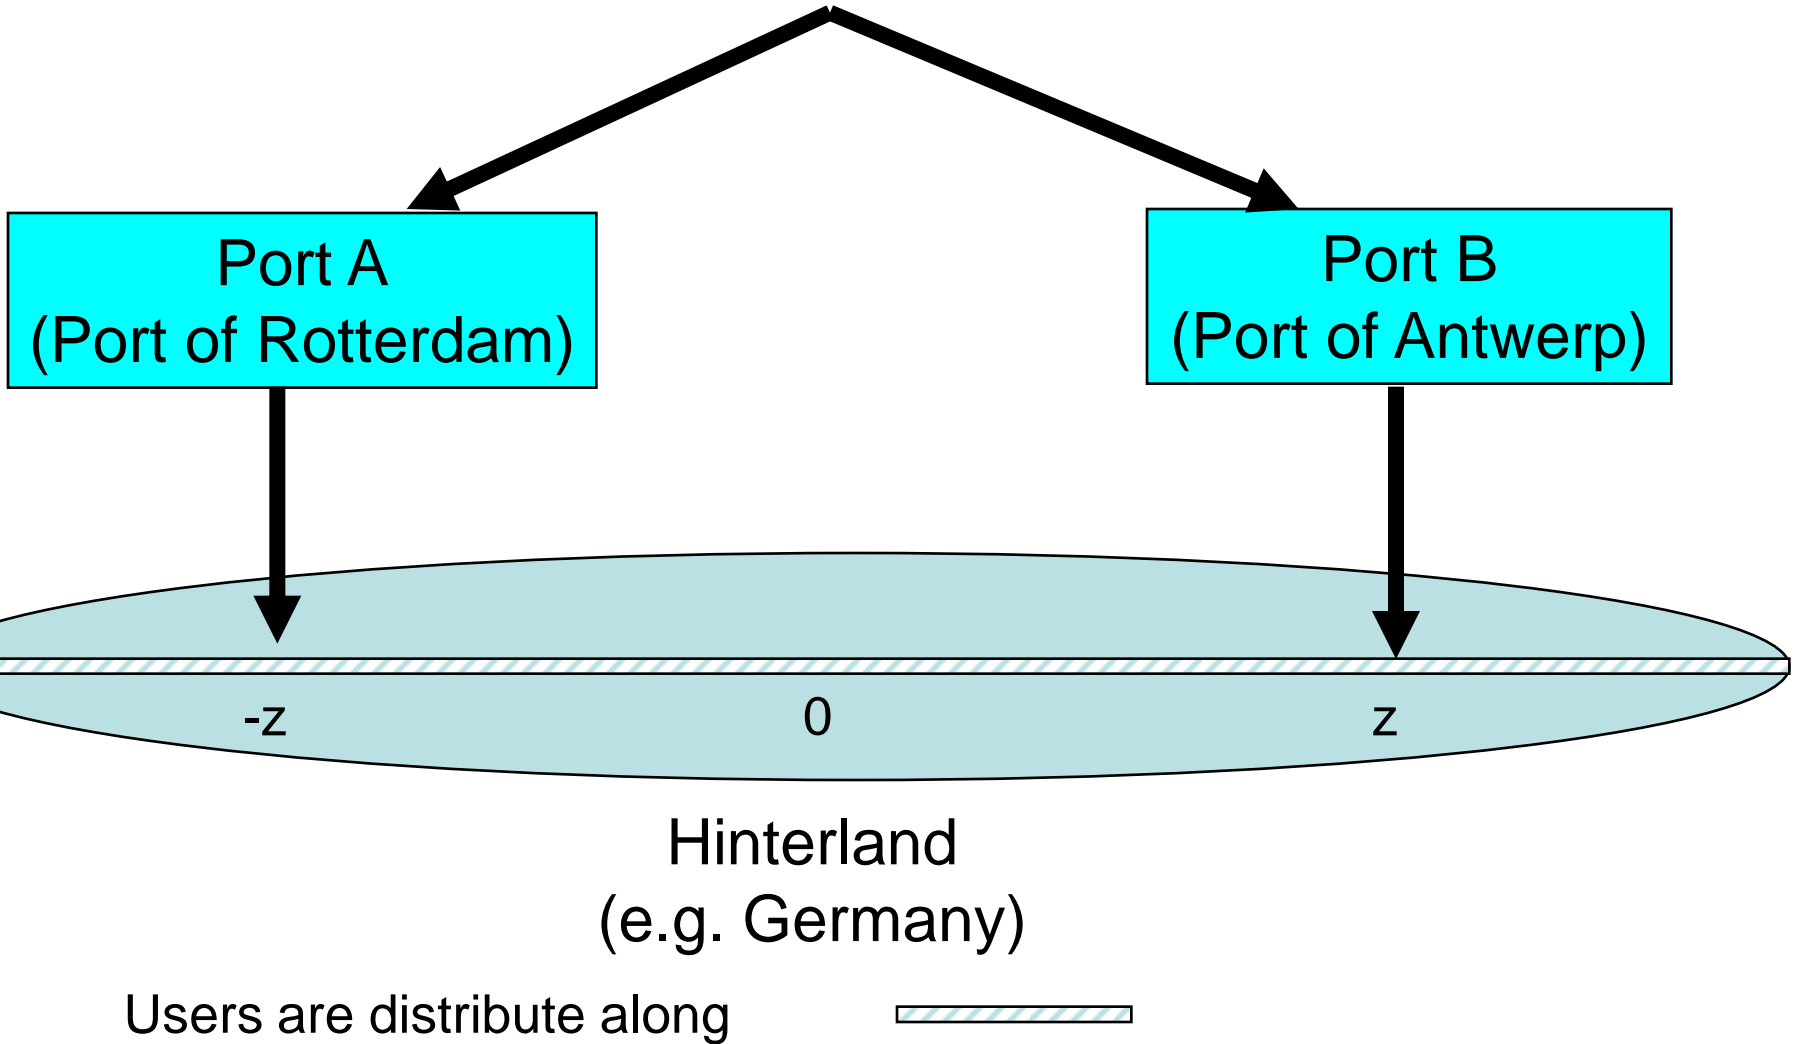 Port A
(Port of Rotterdam)
Port B
(Port of Antwerp)
-z 0 z
Hinterland
(e.g. Germany)
Users are distribute along